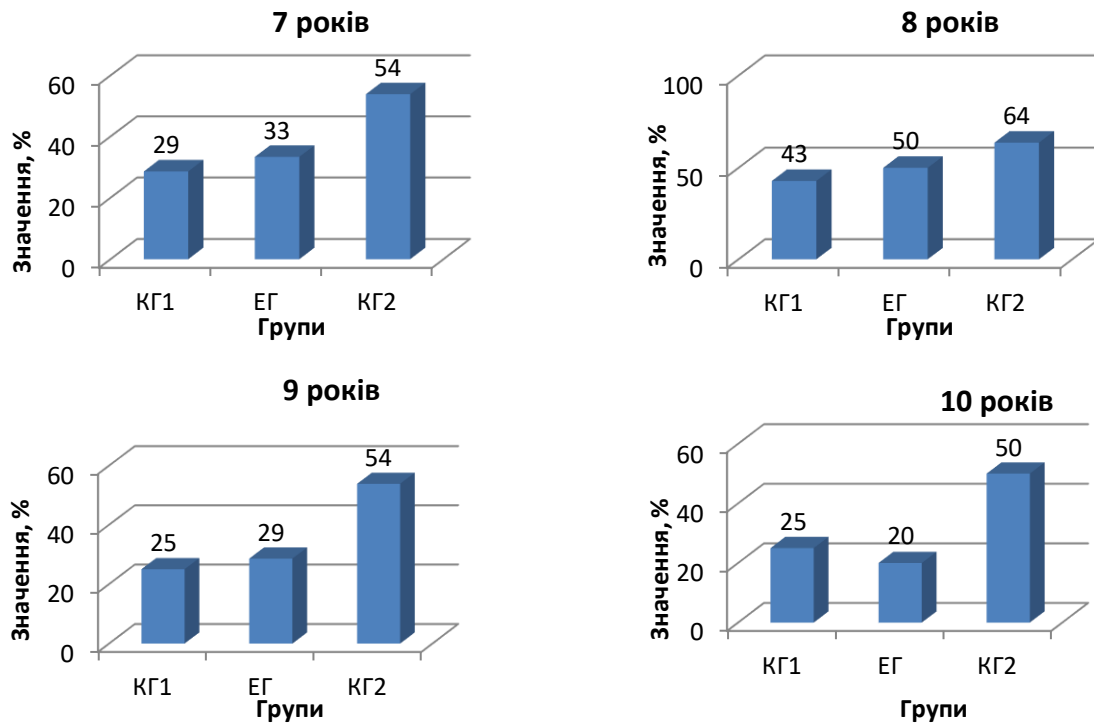 7 років
Значення, %
60
40
20
0
29
33
54
КГ1 ЕГ КГ2
Групи
8 років
Значення, %
100
50
0
43
50
64
КГ1 ЕГ КГ2
Групи
9 років
Значення, %
60
40
20
0
25
29
54
КГ1 ЕГ КГ2
Групи
10 років
Значення, %
60
40
20
0
25
20
50
КГ1 ЕГ КГ2
Групи